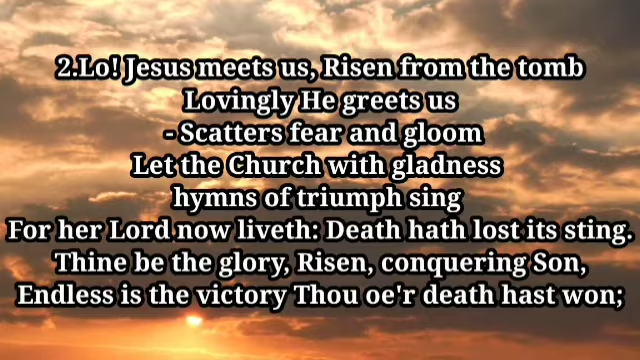 2.Lo! Jesus meets us, Risen from the tomb
Lovingly He greets us
- Scatters fear and gloom
Let the Church with gladness
hymns of triumph sing
For her Lord now liveth: Death hath lost its sting.
Thine be the glory, Risen, conquering Son,
Endless is the victory Thou oe'r death hast won;